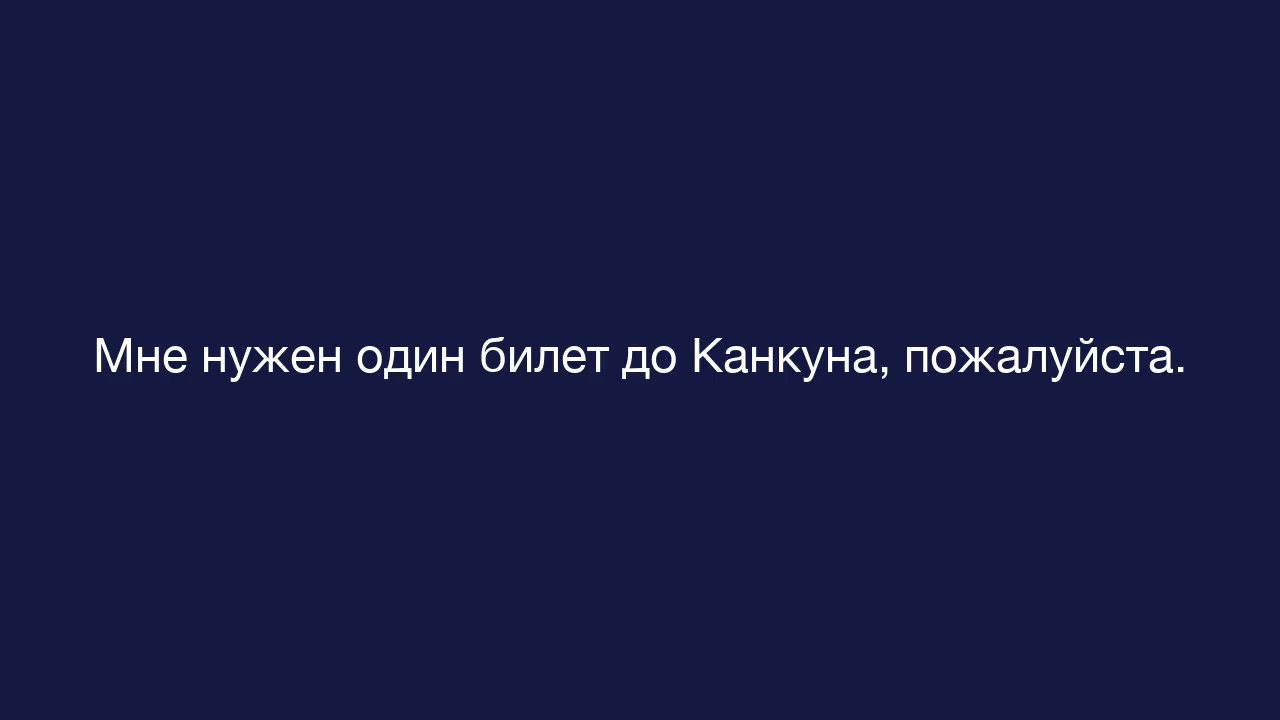 Мне нужен один билет до Канкуна, пожалуйста.